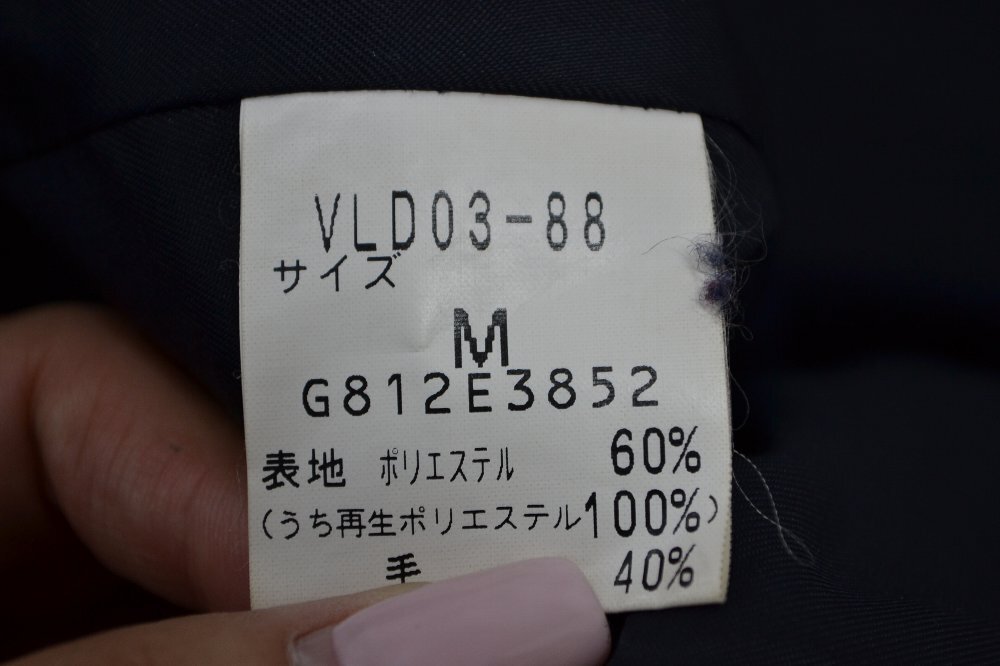 VLD03-88
サイズ
M
G812E3852
表地 ポリエステル 60%
(うち再生ポリエステル100%)
毛 40%